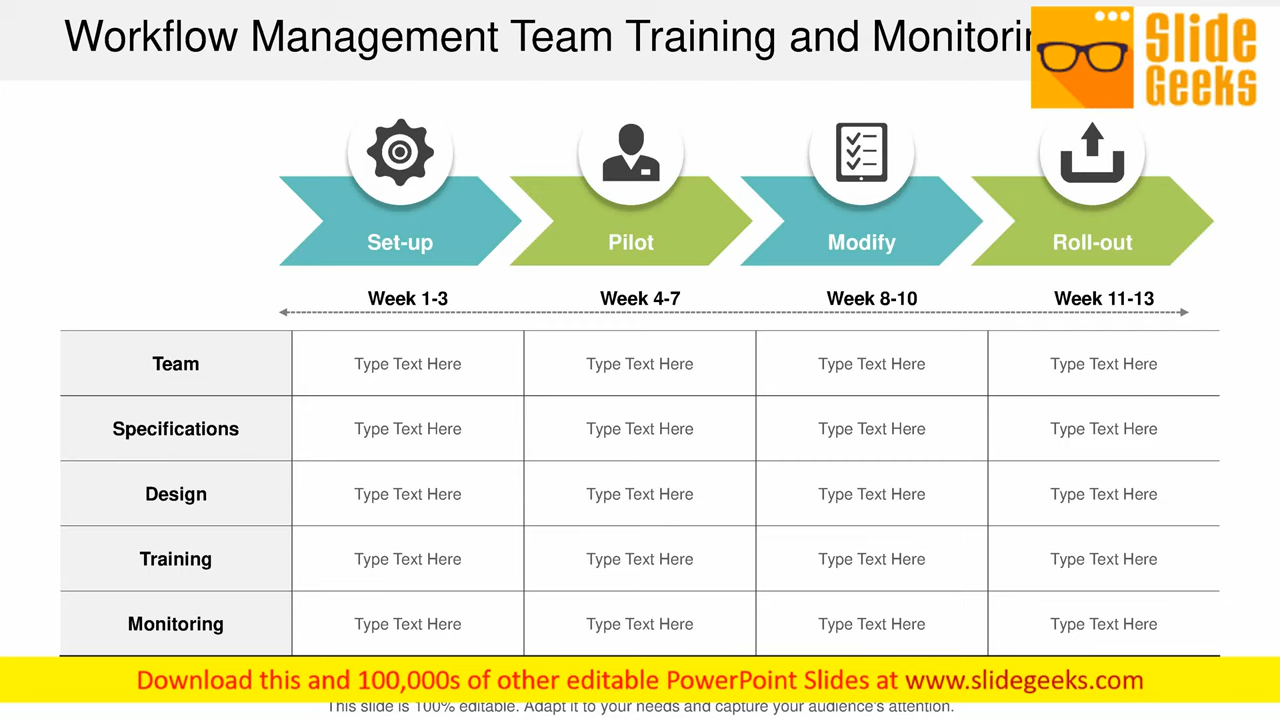 Workflow Management Team Training and Monitorin
Slide
Geeks
Set-up Pilot Modify Roll-out
Week 1-3 Week 4-7 Week 8-10 Week 11-13
Team Type Text Here Type Text Here Type Text Here Type Text Here
Specifications Type Text Here Type Text Here Type Text Here Type Text Here
Design Type Text Here Type Text Here Type Text Here Type Text Here
Training Type Text Here Type Text Here Type Text Here Type Text Here
Monitoring Type Text Here Type Text Here Type Text Here Type Text Here
Download this and 100,000s of other editable PowerPoint Slides at www.slidegeeks.com
This slide is 100% editable. Adapt it to your needs and capture your audience's attention.